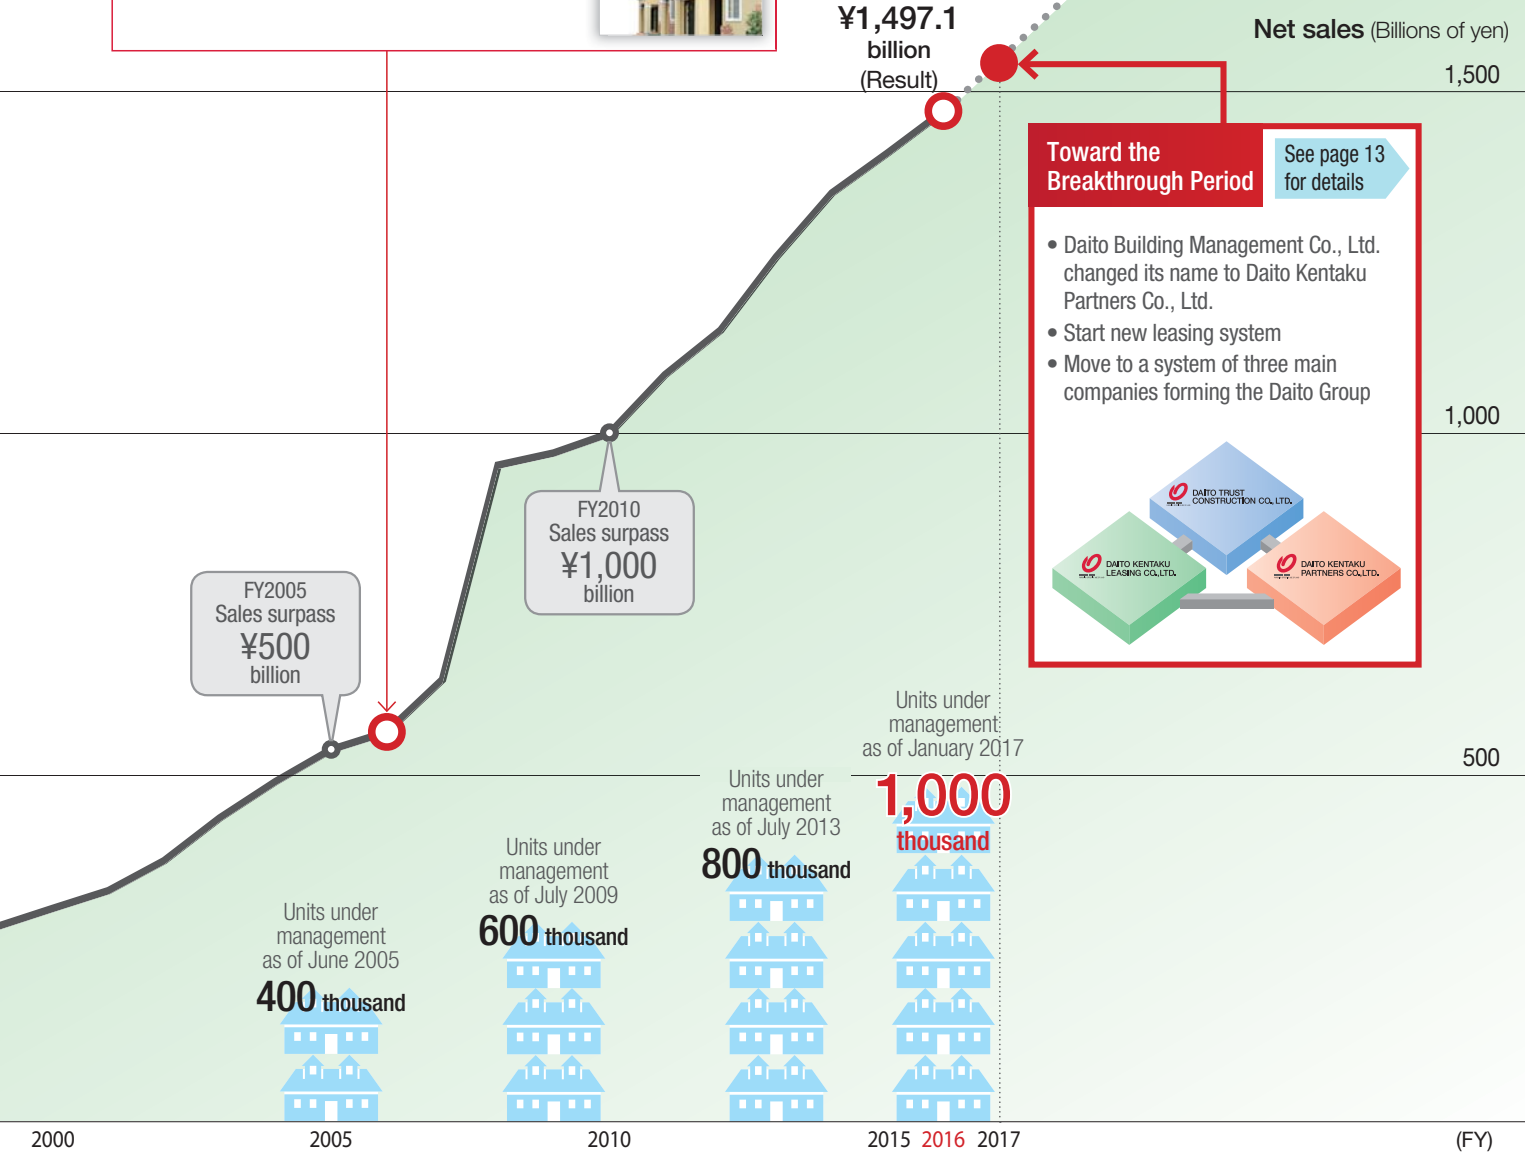 ¥1,497.1
billion
(Result)
Net sales (Billions of yen)
1,500
Toward the
Breakthrough Period
See page 13
for details
• Daito Building Management Co., Ltd.
changed its name to Daito Kentaku
Partners Co., Ltd.
• Start new leasing system
• Move to a system of three main
companies forming the Daito Group
1,000
DAITO TRUST
CONSTRUCTION CO., LTD.
DAITO KENTAKU
LEASING CO.,LTD.
DAITO KENTAKU
PARTNERS CO.,LTD.
FY2010
Sales surpass
¥1,000
billion
FY2005
Sales surpass
¥500
billion
500
Units under
management
as of January 2017
1,000
thousand
Units under
management
as of July 2013
800 thousand
Units under
management
as of July 2009
600 thousand
Units under
management
as of June 2005
400 thousand
2000
2005
2010
2015
2016
2017
(FY)